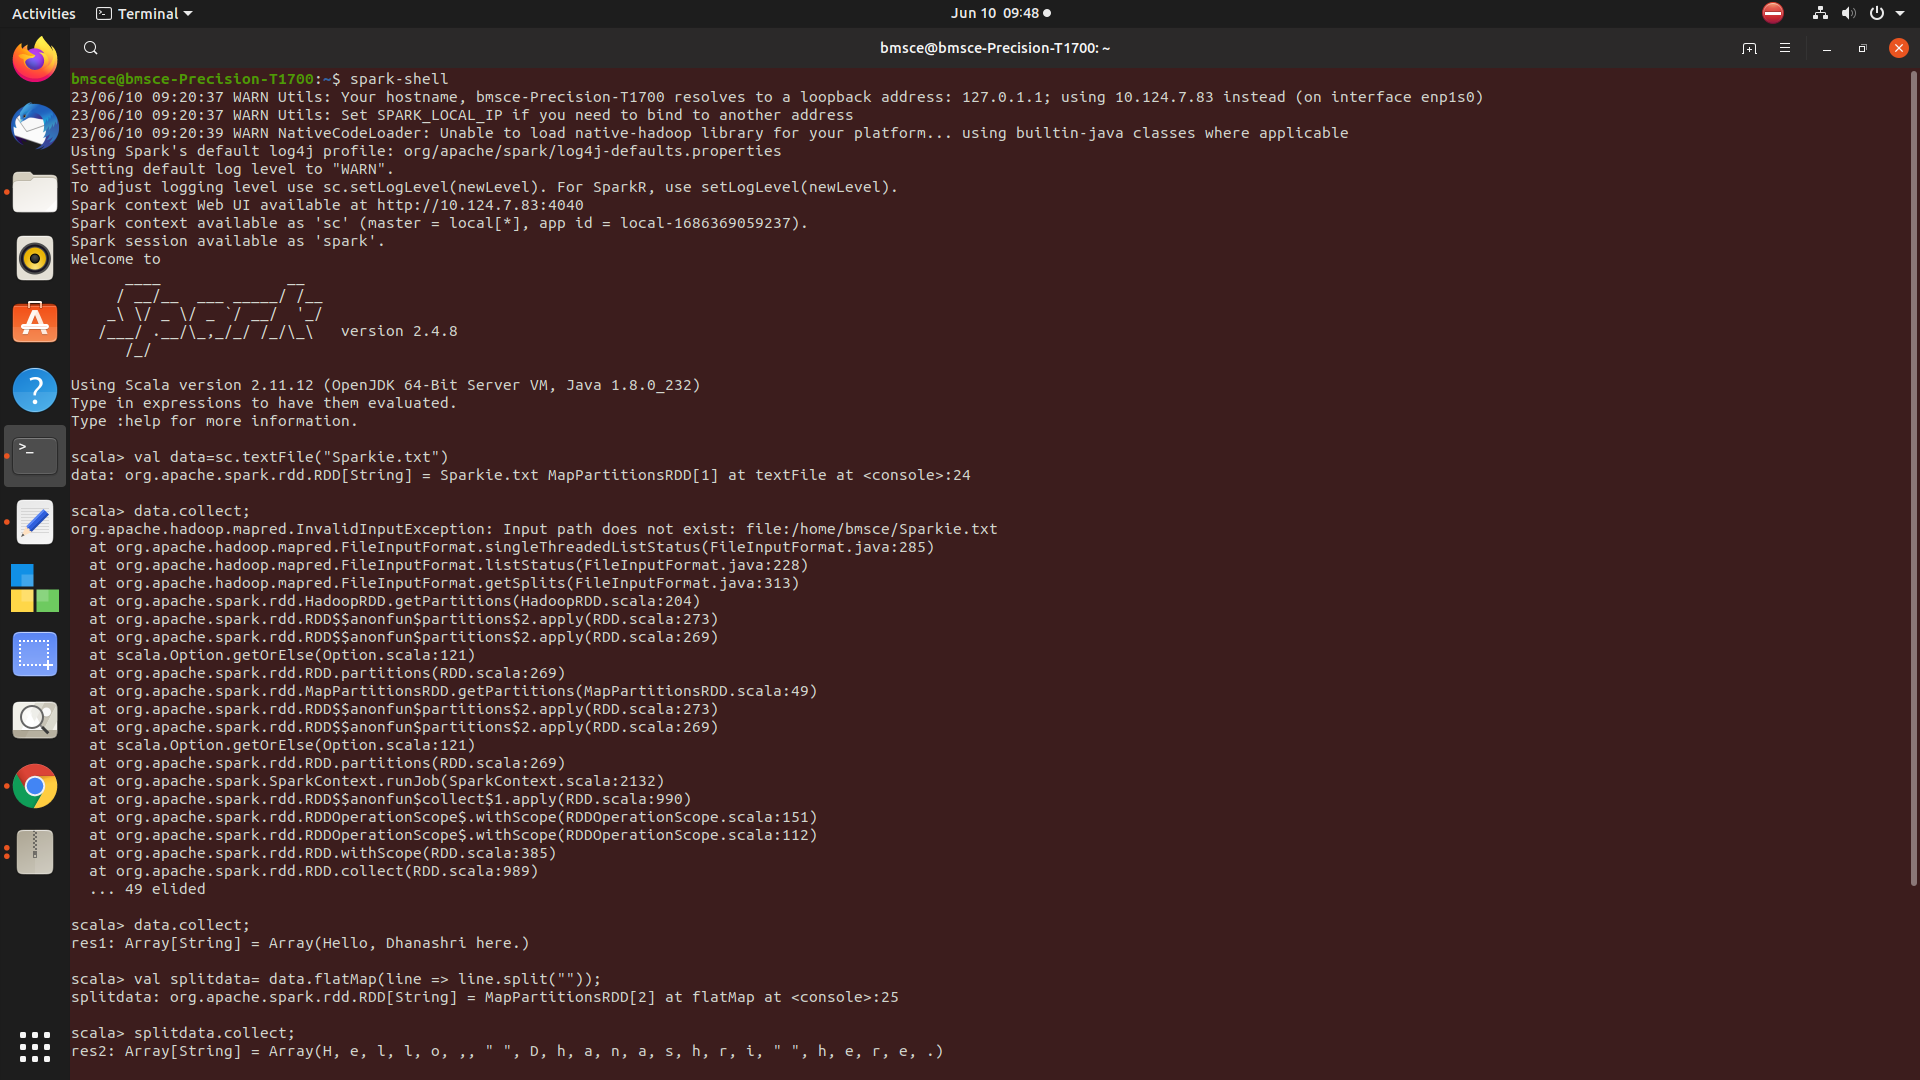 Activities
Terminal
Jun 10 09:48
bmsce@bmsce-Precision-T1700: ~
bmsce@bmsce-Precision-T1700:~$ spark-shell
23/06/10 09:20:37 WARN Utils: Your hostname, bmsce-Precision-T1700 resolves to a loopback address: 127.0.1.1; using 10.124.7.83 instead (on interface enp1s0)
23/06/10 09:20:37 WARN Utils: Set SPARK_LOCAL_IP if you need to bind to another address
23/06/10 09:20:39 WARN NativeCodeLoader: Unable to load native-hadoop library for your platform... using builtin-java classes where applicable
Using Spark's default log4j profile: org/apache/spark/log4j-defaults.properties
Setting default log level to "WARN".
To adjust logging level use sc.setLogLevel(newLevel). For SparkR, use setLogLevel(newLevel).
Spark context Web UI available at http://10.124.7.83:4040
Spark context available as 'sc' (master = local[*], app id = local-1686369059237).
Spark session available as 'spark'.
Welcome to
      ____              __
     / __/__  ___ _____/ /__
    _\ \/ _ \/ _ `/ __/  '_/
   /___/ .__/\_,_/_/ /_/\_\   version 2.4.8
      /_/
Using Scala version 2.11.12 (OpenJDK 64-Bit Server VM, Java 1.8.0_232)
Type in expressions to have them evaluated.
Type :help for more information.
scala> val data=sc.textFile("Sparkie.txt")
data: org.apache.spark.rdd.RDD[String] = Sparkie.txt MapPartitionsRDD[1] at textFile at <console>:24
scala> data.collect;
org.apache.hadoop.mapred.InvalidInputException: Input path does not exist: file:/home/bmsce/Sparkie.txt
  at org.apache.hadoop.mapred.FileInputFormat.singleThreadedListStatus(FileInputFormat.java:285)
  at org.apache.hadoop.mapred.FileInputFormat.listStatus(FileInputFormat.java:228)
  at org.apache.hadoop.mapred.FileInputFormat.getSplits(FileInputFormat.java:313)
  at org.apache.spark.rdd.HadoopRDD.getPartitions(HadoopRDD.scala:204)
  at org.apache.spark.rdd.RDD$$anonfun$partitions$2.apply(RDD.scala:273)
  at org.apache.spark.rdd.RDD$$anonfun$partitions$2.apply(RDD.scala:269)
  at scala.Option.getOrElse(Option.scala:121)
  at org.apache.spark.rdd.RDD.partitions(RDD.scala:269)
  at org.apache.spark.rdd.MapPartitionsRDD.getPartitions(MapPartitionsRDD.scala:49)
  at org.apache.spark.rdd.RDD$$anonfun$partitions$2.apply(RDD.scala:273)
  at org.apache.spark.rdd.RDD$$anonfun$partitions$2.apply(RDD.scala:269)
  at scala.Option.getOrElse(Option.scala:121)
  at org.apache.spark.rdd.RDD.partitions(RDD.scala:269)
  at org.apache.spark.SparkContext.runJob(SparkContext.scala:2132)
  at org.apache.spark.rdd.RDD$$anonfun$collect$1.apply(RDD.scala:990)
  at org.apache.spark.rdd.RDDOperationScope$.withScope(RDDOperationScope.scala:151)
  at org.apache.spark.rdd.RDDOperationScope$.withScope(RDDOperationScope.scala:112)
  at org.apache.spark.rdd.RDD.withScope(RDD.scala:385)
  at org.apache.spark.rdd.RDD.collect(RDD.scala:989)
  ... 49 elided
scala> data.collect;
res1: Array[String] = Array(Hello, Dhanashri here.)
scala> val splitdata= data.flatMap(line => line.split(""));
splitdata: org.apache.spark.rdd.RDD[String] = MapPartitionsRDD[2] at flatMap at <console>:25
scala> splitdata.collect;
res2: Array[String] = Array(H, e, l, l, o, ,, " ", D, h, a, n, a, s, h, r, i, " ", h, e, r, e, .)